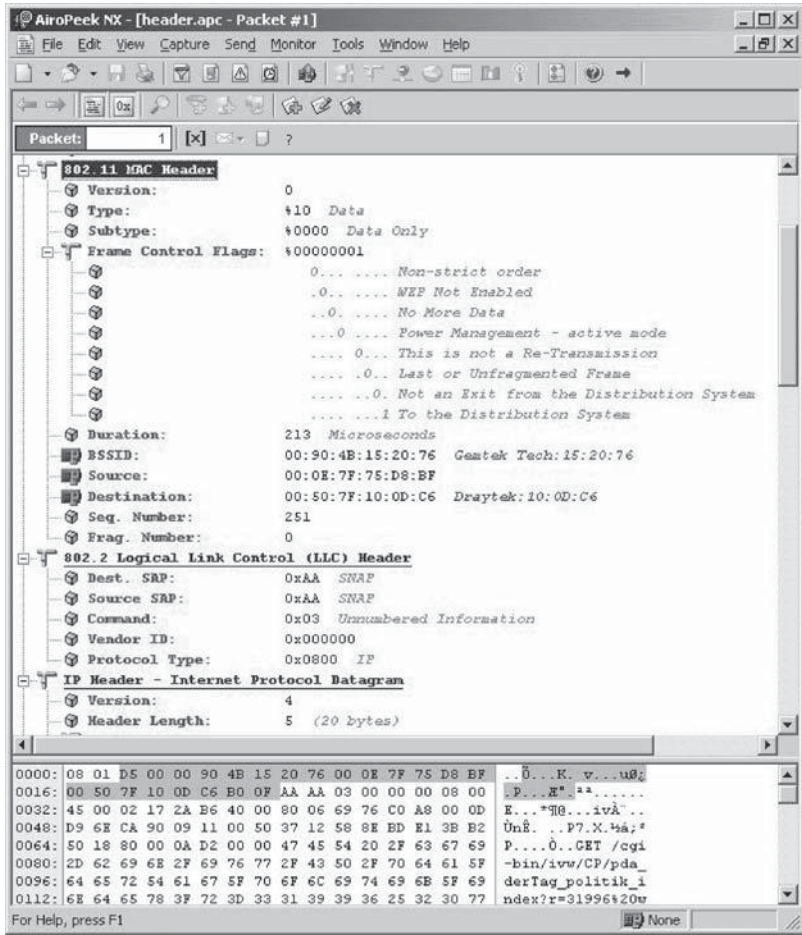 AiroPeek NX - [header.apc - Packet #1]
File Edit View Capture Send Monitor Tools Window Help
Packet: 1 [x] ?
802.11 MAC Header
Version: 0
Type: %10 Data
Subtype: %0000 Data Only
Frame Control Flags: %00000001
0... .... Non-strict order
.0.. .... WEP Not Enabled
..0. .... No More Data
...0 .... Power Management - active mode
.... 0... This is not a Re-Transmission
.... .0.. Last or Unfragmented Frame
.... ..0. Not an Exit from the Distribution System
.... ...1 To the Distribution System
Duration: 213 Microseconds
BSSID: 00:90:4B:15:20:76 Gemtek Tech:15:20:76
Source: 00:0E:7F:75:D8:BF
Destination: 00:50:7F:10:0D:C6 Draytek:10:0D:C6
Seq. Number: 251
Frag. Number: 0
802.2 Logical Link Control (LLC) Header
Dest. SAP: 0xAA SNAP
Source SAP: 0xAA SNAP
Command: 0x03 Unnumbered Information
Vendor ID: 0x000000
Protocol Type: 0x0800 IP
IP Header - Internet Protocol Datagram
Version: 4
Header Length: 5 (20 bytes)
0000: 08 01 D5 00 00 90 4B 15 20 76 00 0E 7F 75 D8 BF ..Õ...K. v...uØ¿
0016: 00 50 7F 10 0D C6 B0 0F AA AA 03 00 00 00 08 00 .P...Æ°.ªª......
0032: 45 00 02 17 2A B6 40 00 80 06 69 76 C0 A8 00 0D E...*¶@...ivÀ¨..
0048: D9 6E CA 90 09 11 00 50 37 12 58 8E BD E1 3B B2 ÙnÊ. ..P7.X.½á;²
0064: 50 18 80 00 0A D2 00 00 47 45 54 20 2F 63 67 69 P....Ò..GET /cgi
0080: 2D 62 69 6E 2F 69 76 77 2F 43 50 2F 70 64 61 5F -bin/ivw/CP/pda_
0096: 64 65 72 54 61 67 5F 70 6F 6C 69 74 69 6B 5F 69 derTag_politik_i
0112: 6E 64 65 78 3F 72 3D 33 31 39 39 36 25 32 30 77 ndex?r=31996%20w
For Help, press F1 None